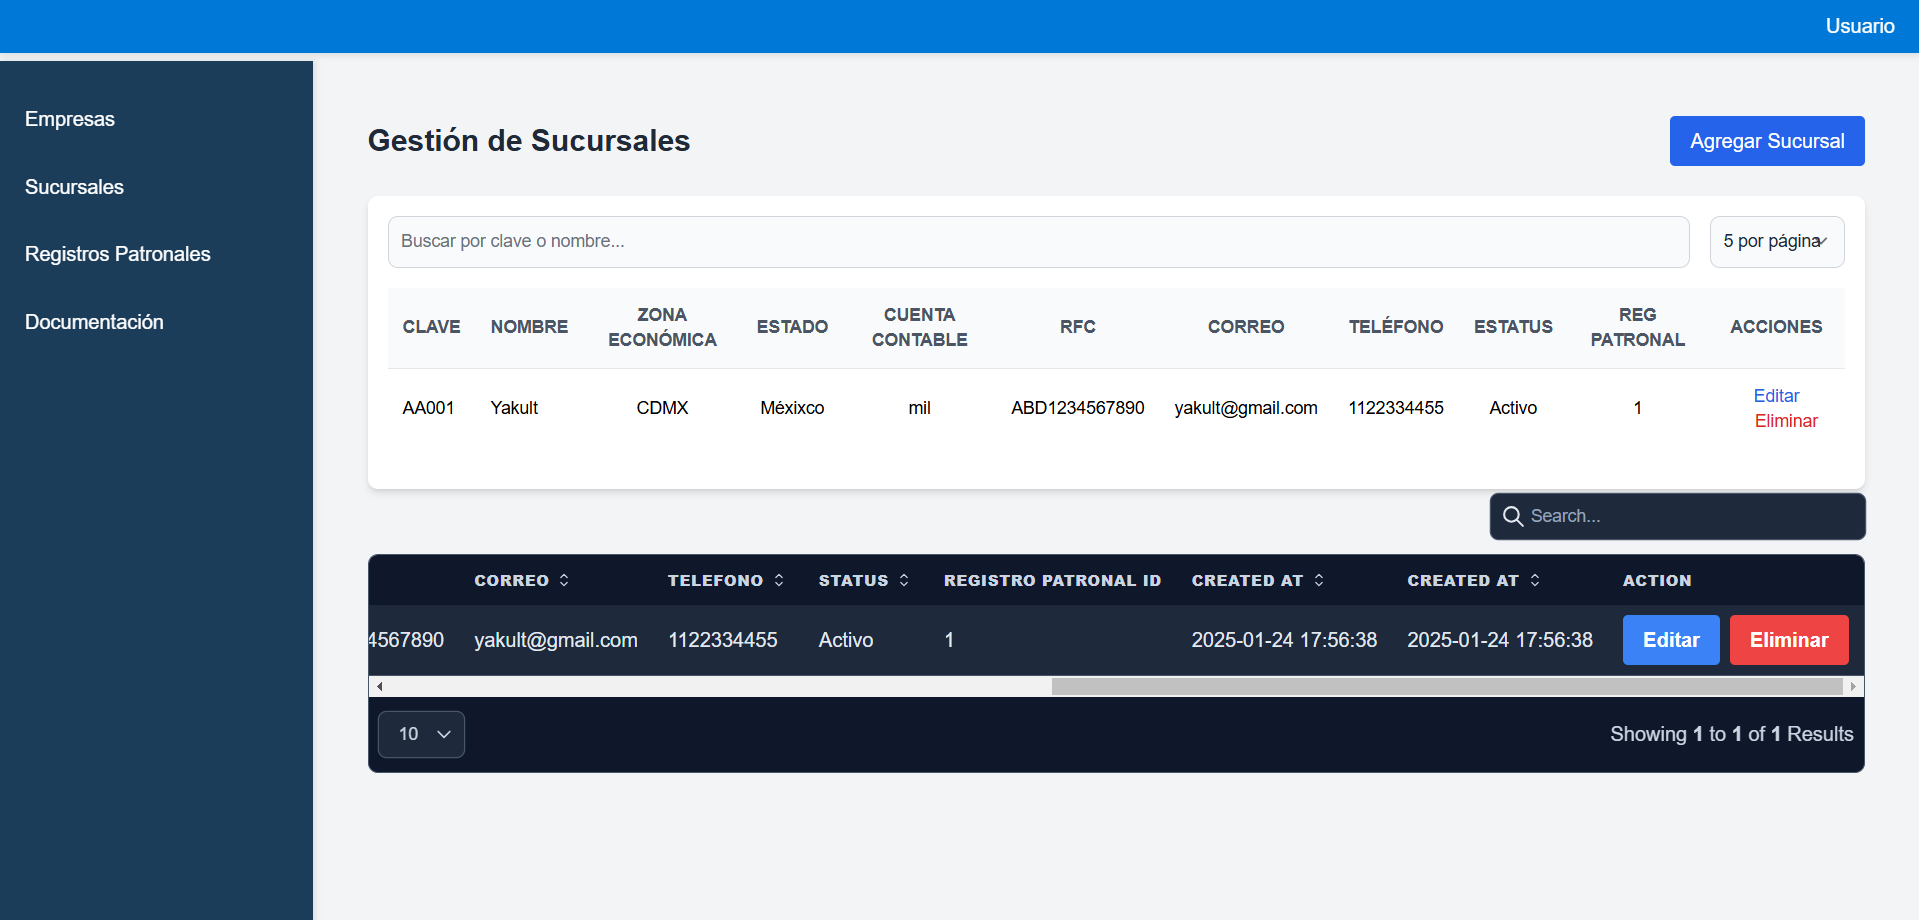 Usuario
Empresas
Sucursales
Registros Patronales
Documentación
Gestión de Sucursales
Agregar Sucursal
Buscar por clave o nombre...
5 por página
CLAVE NOMBRE ZONA ECONÓMICA ESTADO CUENTA CONTABLE RFC CORREO TELÉFONO ESTATUS REG PATRONAL ACCIONES
AA001 Yakult CDMX Méxixco mil ABD1234567890 yakult@gmail.com 1122334455 Activo 1 Editar
Eliminar
Search...
CORREO TELEFONO STATUS REGISTRO PATRONAL ID CREATED AT CREATED AT ACTION
4567890 yakult@gmail.com 1122334455 Activo 1 2025-01-24 17:56:38 2025-01-24 17:56:38 Editar Eliminar
10
Showing 1 to 1 of 1 Results